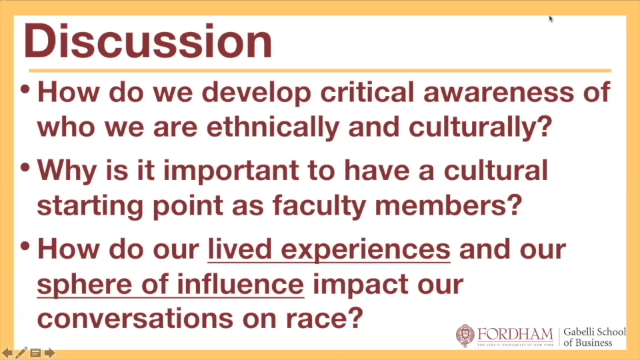 Discussion
• How do we develop critical awareness of
who we are ethnically and culturally?
• Why is it important to have a cultural
starting point as faculty members?
• How do our lived experiences and our
sphere of influence impact our
conversations on race?
FORDHAM
THE JESUIT UNIVERSITY OF NEW YORK
Gabelli School
of Business